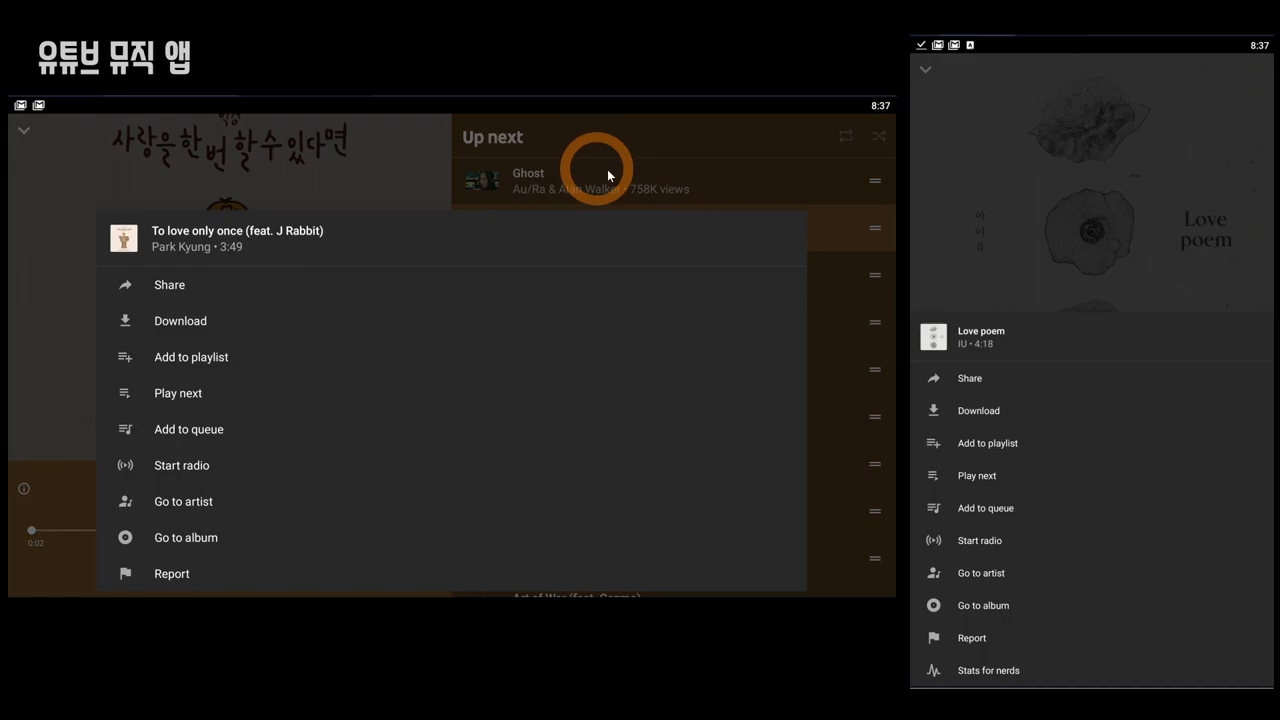 유튜브 뮤직 앱
8:37
사랑을 한 번 할 수 있다면
Up next
Ghost
Au/Ra & Alan Walker • 758K views
To love only once (feat. J Rabbit)
Park Kyung • 3:49
Share
Download
Add to playlist
Play next
Add to queue
Start radio
Go to artist
Go to album
Report
0:02
8:37
아이유
Love
poem
Love poem
IU • 4:18
Share
Download
Add to playlist
Play next
Add to queue
Start radio
Go to artist
Go to album
Report
Stats for nerds